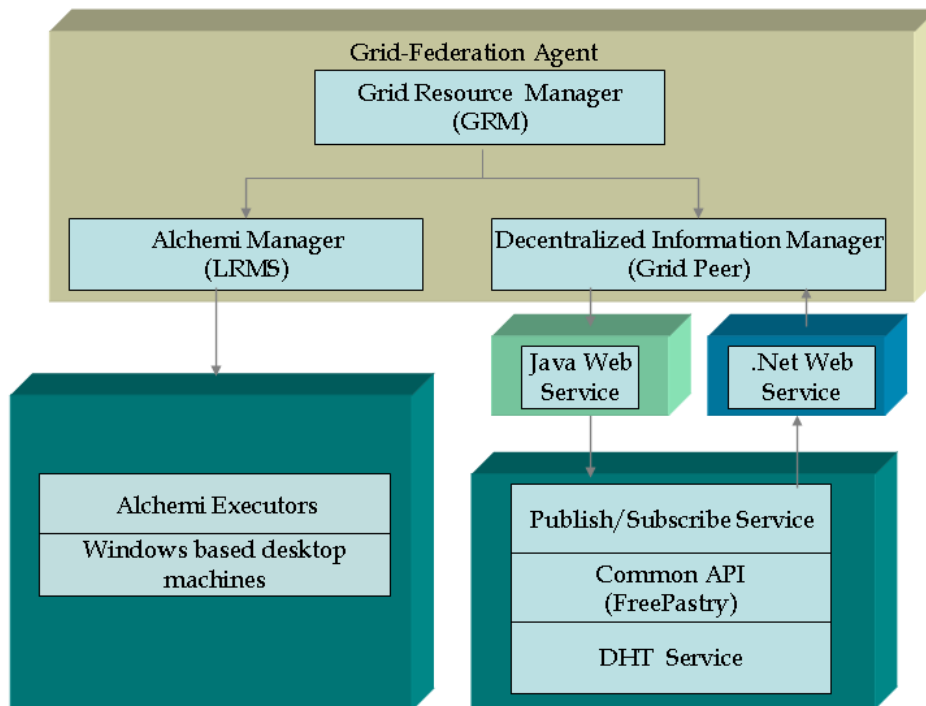 Grid-Federation Agent
Grid Resource Manager
(GRM)
Alchemi Manager
(LRMS)
Decentralized Information Manager
(Grid Peer)
Java Web
Service
.Net Web
Service
Alchemi Executors
Windows based desktop
machines
Publish/Subscribe Service
Common API
(FreePastry)
DHT Service